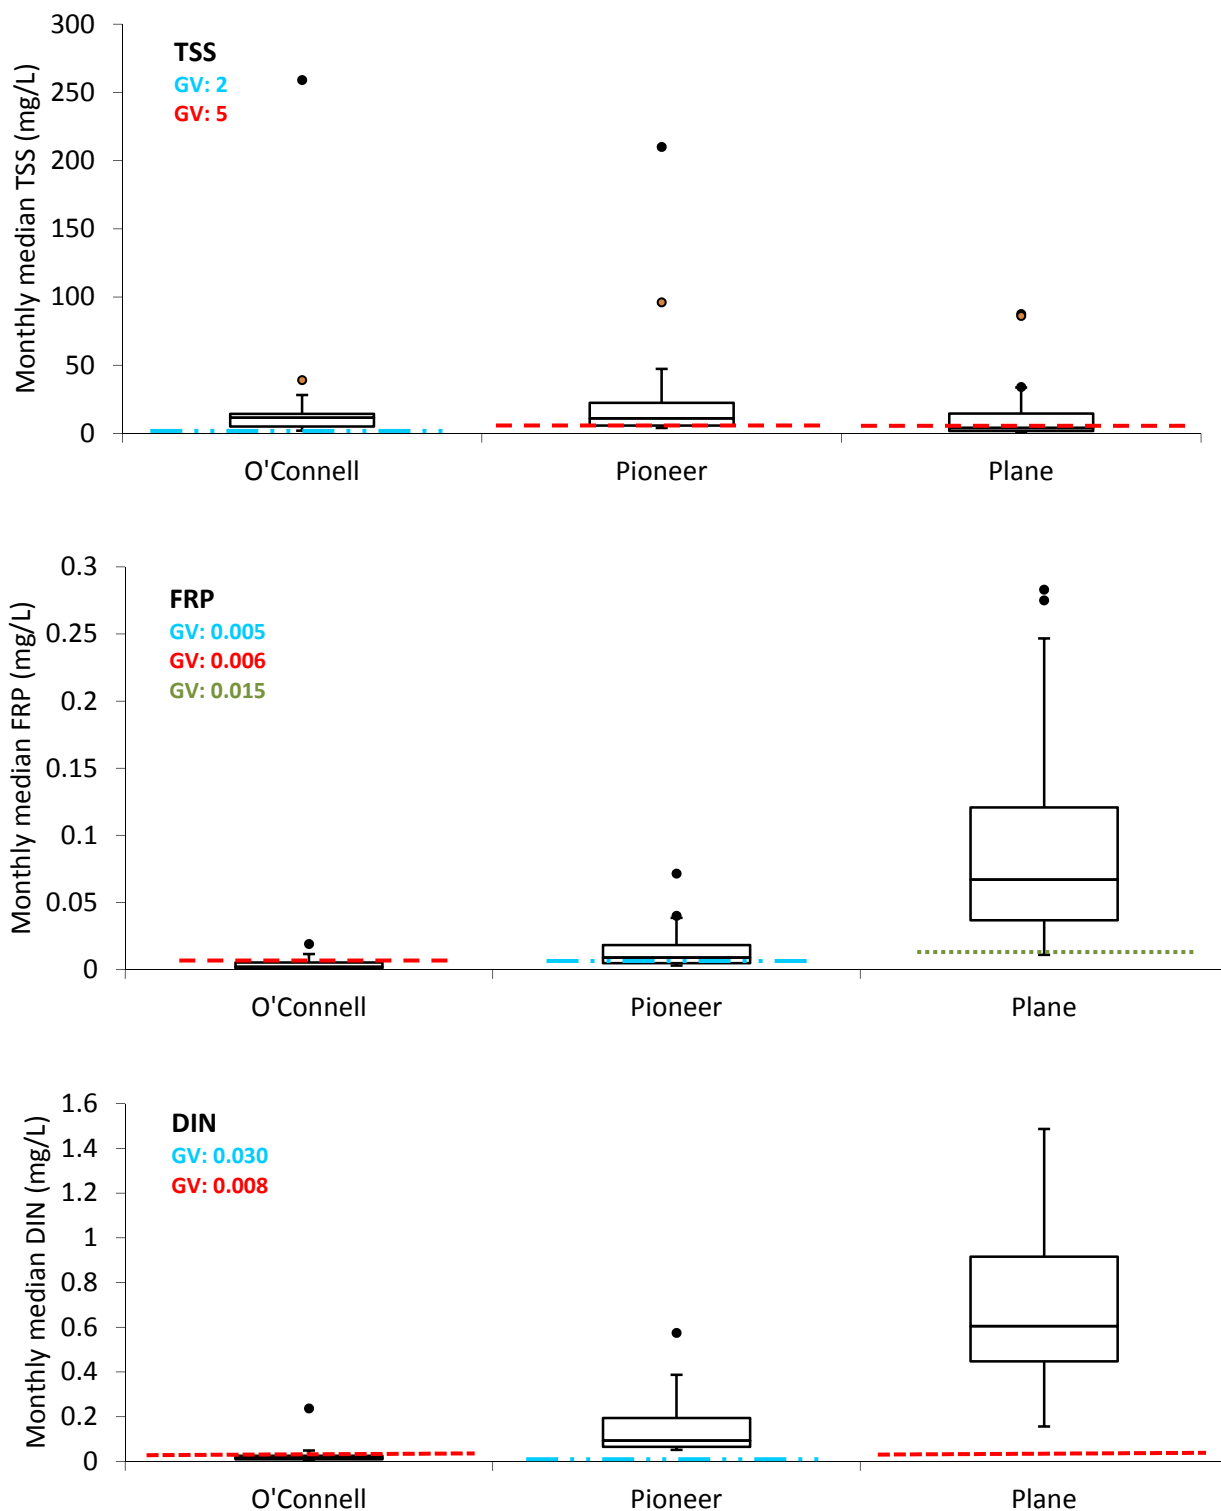 Monthly median TSS (mg/L)
300
250
200
150
100
50
0
TSS
GV: 2
GV: 5
O'Connell
Pioneer
Plane
Monthly median FRP (mg/L)
0.3
0.25
0.2
0.15
0.1
0.05
0
FRP
GV: 0.005
GV: 0.006
GV: 0.015
O'Connell
Pioneer
Plane
Monthly median DIN (mg/L)
1.6
1.4
1.2
1
0.8
0.6
0.4
0.2
0
DIN
GV: 0.030
GV: 0.008
O'Connell
Pioneer
Plane